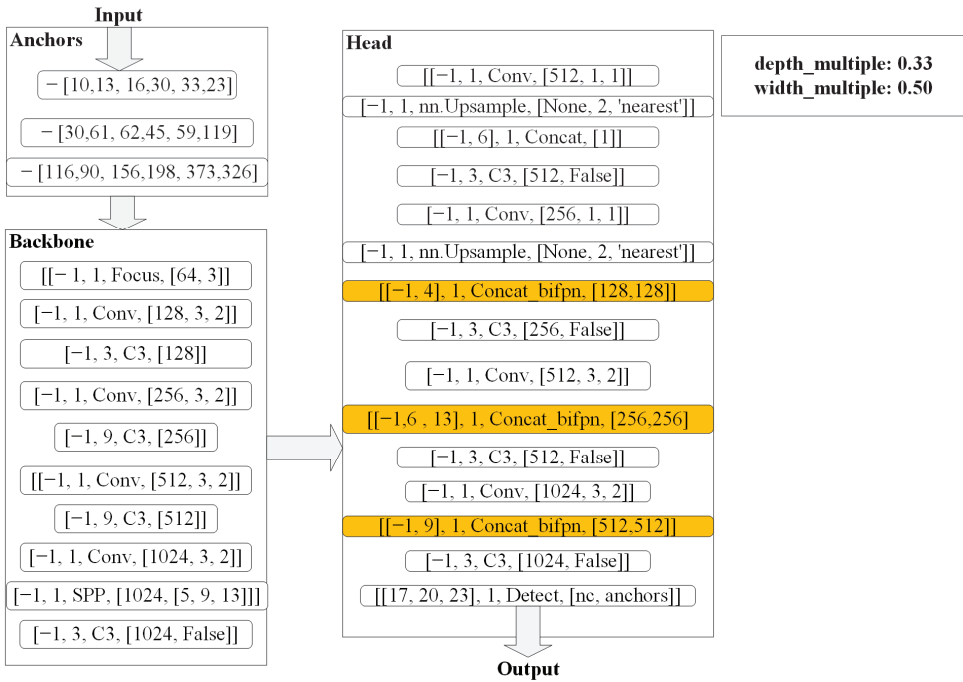 Input
Anchors
− [10,13, 16,30, 33,23]
− [30,61, 62,45, 59,119]
− [116,90, 156,198, 373,326]
Backbone
[[− 1, 1, Focus, [64, 3]]
[−1, 1, Conv, [128, 3, 2]]
[−1, 3, C3, [128]]
[−1, 1, Conv, [256, 3, 2]]
[−1, 9, C3, [256]]
[[−1, 1, Conv, [512, 3, 2]]
[−1, 9, C3, [512]]
[−1, 1, Conv, [1024, 3, 2]]
[−1, 1, SPP, [1024, [5, 9, 13]]]
[−1, 3, C3, [1024, False]]
Head
[[−1, 1, Conv, [512, 1, 1]]
[−1, 1, nn.Upsample, [None, 2, 'nearest']]
[[−1, 6], 1, Concat, [1]]
[−1, 3, C3, [512, False]]
[−1, 1, Conv, [256, 1, 1]]
[−1, 1, nn.Upsample, [None, 2, 'nearest']]
[[−1, 4], 1, Concat_bifpn, [128,128]]
[−1, 3, C3, [256, False]]
[−1, 1, Conv, [512, 3, 2]]
[[−1,6 , 13], 1, Concat_bifpn, [256,256]
[−1, 3, C3, [512, False]]
[−1, 1, Conv, [1024, 3, 2]]
[[−1, 9], 1, Concat_bifpn, [512,512]]
[−1, 3, C3, [1024, False]]
[[17, 20, 23], 1, Detect, [nc, anchors]]
Output
depth_multiple: 0.33
width_multiple: 0.50